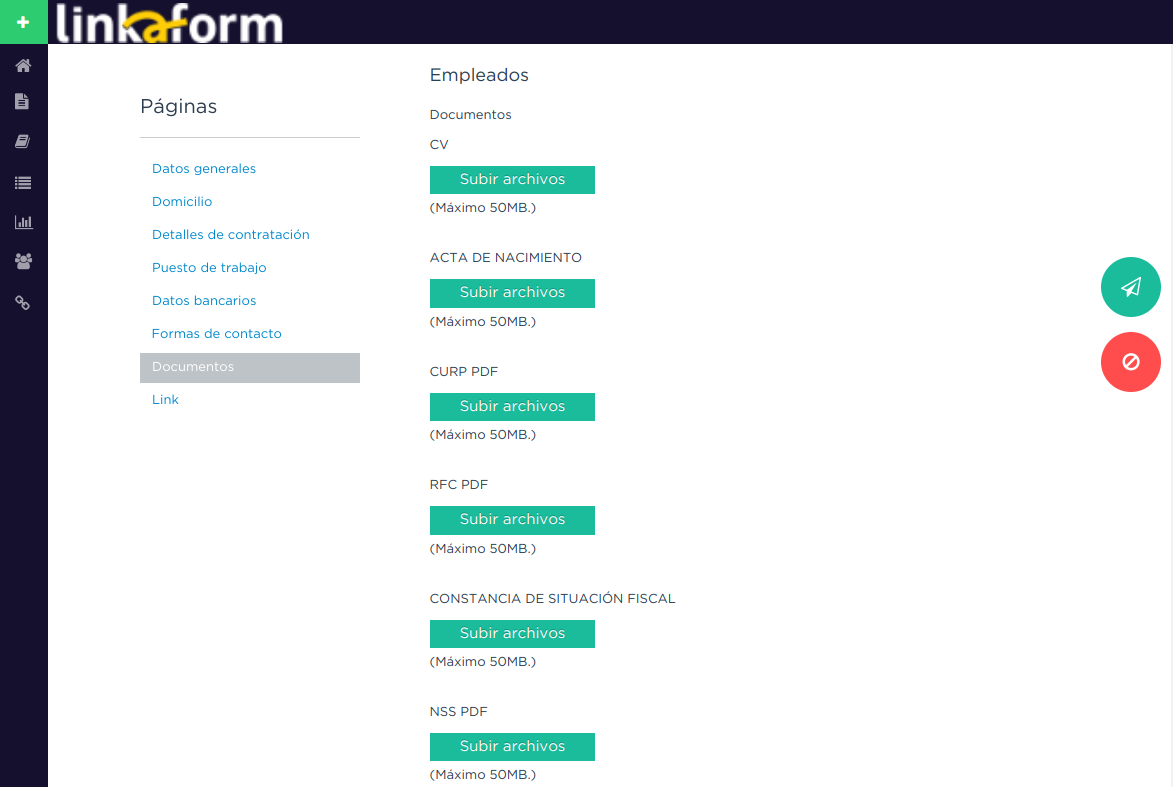 linkaform
Páginas
Datos generales
Domicilio
Detalles de contratación
Puesto de trabajo
Datos bancarios
Formas de contacto
Documentos
Link
Empleados
Documentos
CV
Subir archivos
(Máximo 50MB.)
ACTA DE NACIMIENTO
Subir archivos
(Máximo 50MB.)
CURP PDF
Subir archivos
(Máximo 50MB.)
RFC PDF
Subir archivos
(Máximo 50MB.)
CONSTANCIA DE SITUACIÓN FISCAL
Subir archivos
(Máximo 50MB.)
NSS PDF
Subir archivos
(Máximo 50MB.)